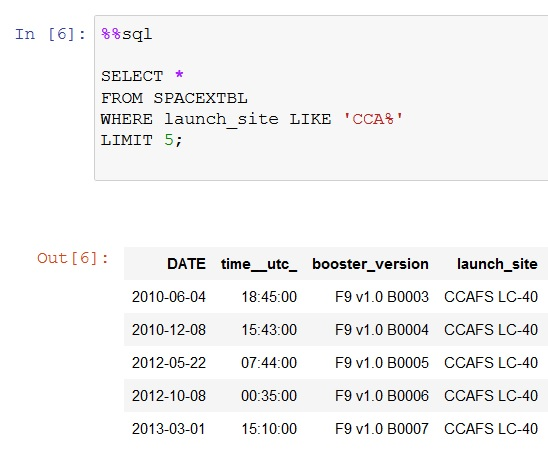 In [6]: %%sql
SELECT *
FROM SPACEXTBL
WHERE launch_site LIKE 'CCA%'
LIMIT 5;
Out[6]:
DATE time__utc_ booster_version launch_site
2010-06-04 18:45:00 F9 v1.0 B0003 CCAFS LC-40
2010-12-08 15:43:00 F9 v1.0 B0004 CCAFS LC-40
2012-05-22 07:44:00 F9 v1.0 B0005 CCAFS LC-40
2012-10-08 00:35:00 F9 v1.0 B0006 CCAFS LC-40
2013-03-01 15:10:00 F9 v1.0 B0007 CCAFS LC-40